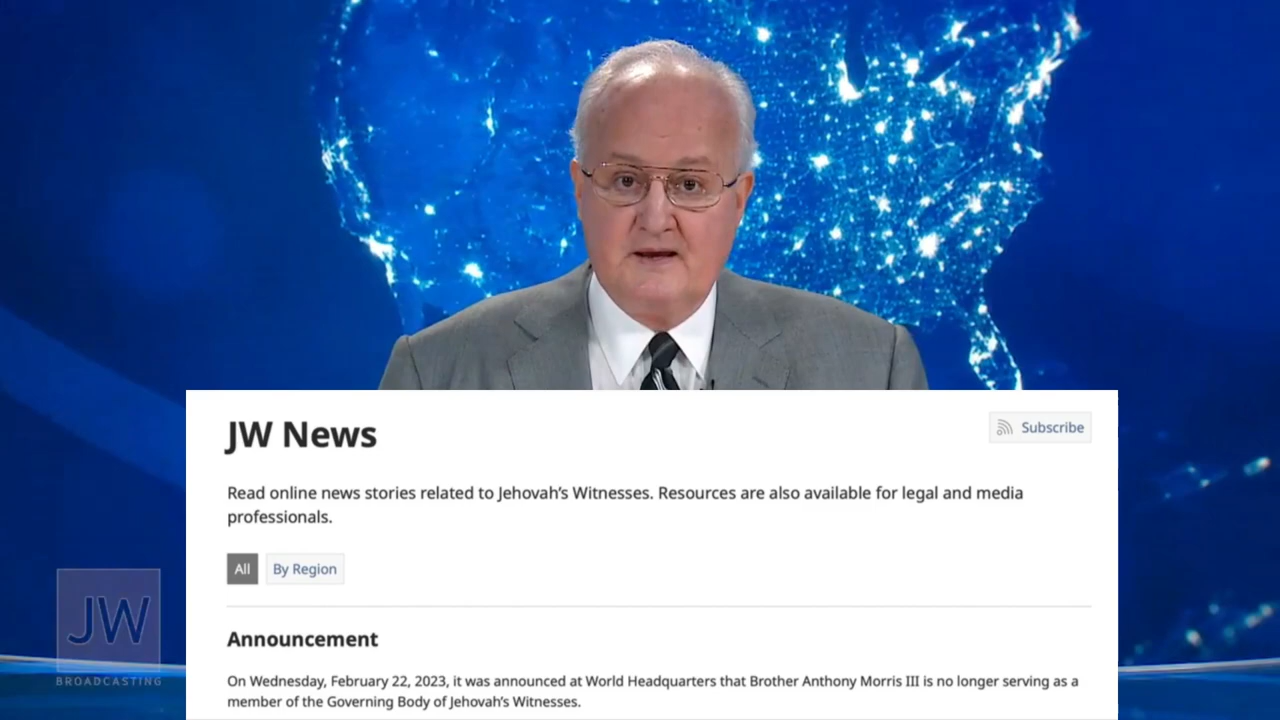 JW News
Subscribe
Read online news stories related to Jehovah's Witnesses. Resources are also available for legal and media
professionals.
All
By Region
Announcement
On Wednesday, February 22, 2023, it was announced at World Headquarters that Brother Anthony Morris III is no longer serving as a
member of the Governing Body of Jehovah's Witnesses.
JW
BROADCASTING